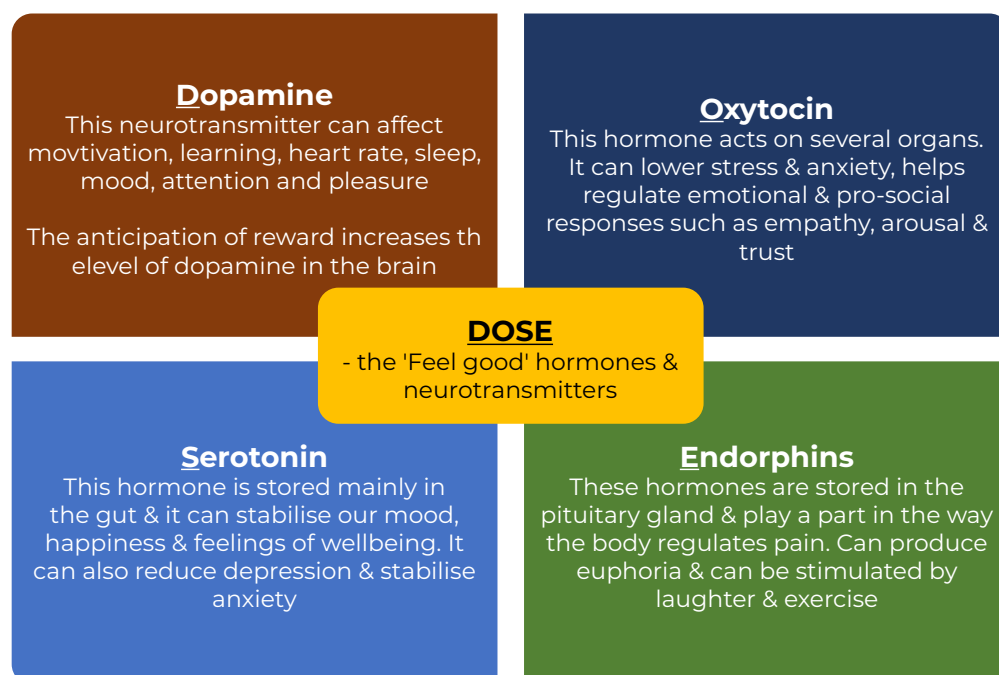 Dopamine
This neurotransmitter can affect
movtivation, learning, heart rate, sleep,
mood, attention and pleasure
The anticipation of reward increases th
elevel of dopamine in the brain
Oxytocin
This hormone acts on several organs.
It can lower stress & anxiety, helps
regulate emotional & pro-social
responses such as empathy, arousal &
trust
DOSE
- the 'Feel good' hormones &
neurotransmitters
Serotonin
This hormone is stored mainly in
the gut & it can stabilise our mood,
happiness & feelings of wellbeing. It
can also reduce depression & stabilise
anxiety
Endorphins
These hormones are stored in the
pituitary gland & play a part in the way
the body regulates pain. Can produce
euphoria & can be stimulated by
laughter & exercise